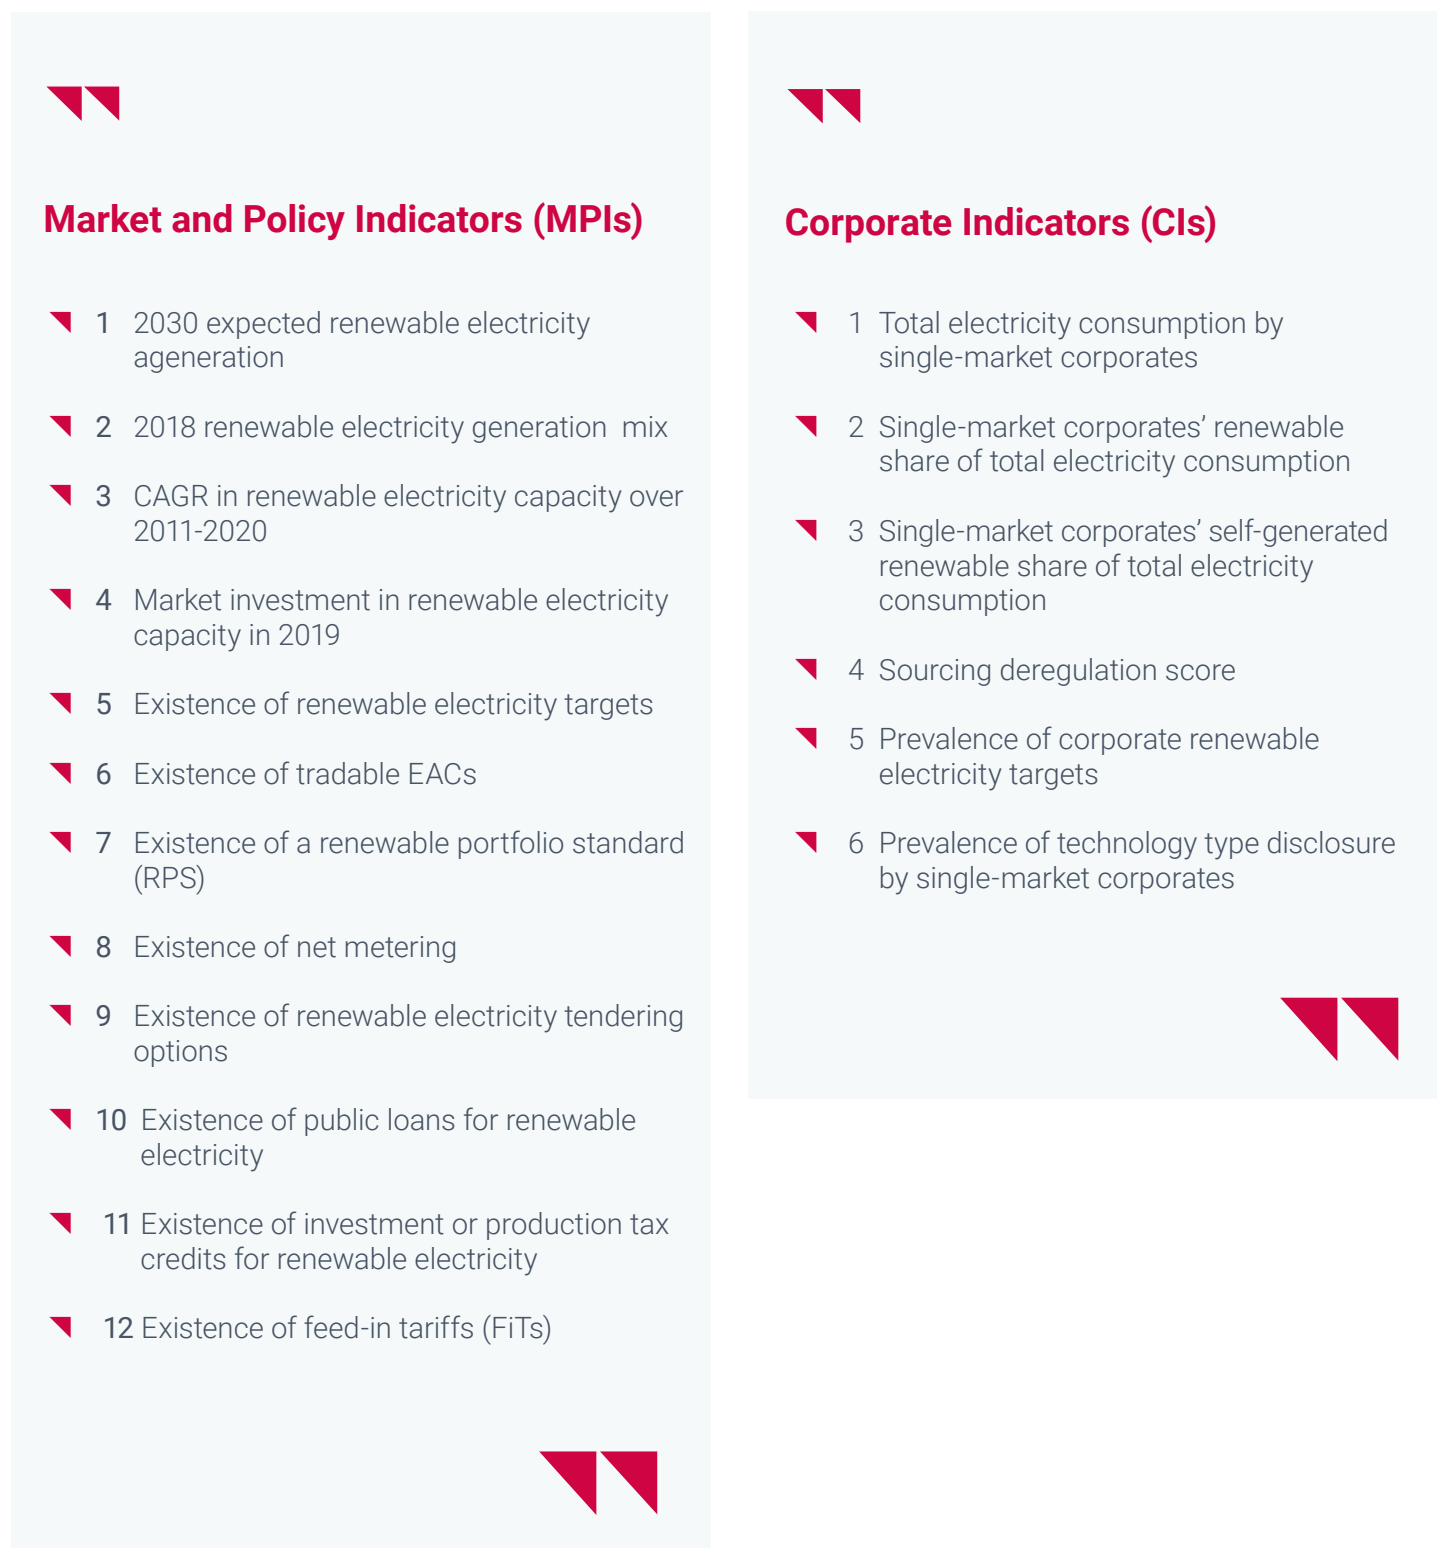 Market and Policy Indicators (MPIs)
1 2030 expected renewable electricity
ageneration
2 2018 renewable electricity generation mix
3 CAGR in renewable electricity capacity over
2011-2020
4 Market investment in renewable electricity
capacity in 2019
5 Existence of renewable electricity targets
6 Existence of tradable EACs
7 Existence of a renewable portfolio standard
(RPS)
8 Existence of net metering
9 Existence of renewable electricity tendering
options
10 Existence of public loans for renewable
electricity
11 Existence of investment or production tax
credits for renewable electricity
12 Existence of feed-in tariffs (FiTs)
Corporate Indicators (CIs)
1 Total electricity consumption by
single-market corporates
2 Single-market corporates’ renewable
share of total electricity consumption
3 Single-market corporates’ self-generated
renewable share of total electricity
consumption
4 Sourcing deregulation score
5 Prevalence of corporate renewable
electricity targets
6 Prevalence of technology type disclosure
by single-market corporates